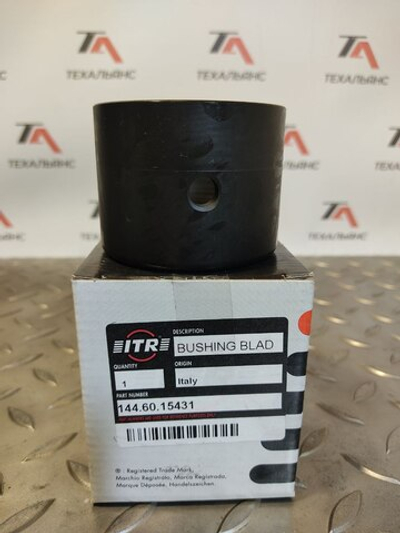 ТА
ТЕХАЛЬЯНС
ТА
ТЕХАЛЬЯНС
ТА
ТЕХАЛЬЯНС
ТА
ТЕХАЛЬЯНС
ТА
ТА
ITR
DESCRIPTION
BUSHING BLAD
QUANTITY
ORIGIN
1
Italy
PART NUMBER
144.60.15431
® : Registered Trade Mark,
Marchio Registrato, Marca Registrada,
Marque Déposée, Handelszeichen.